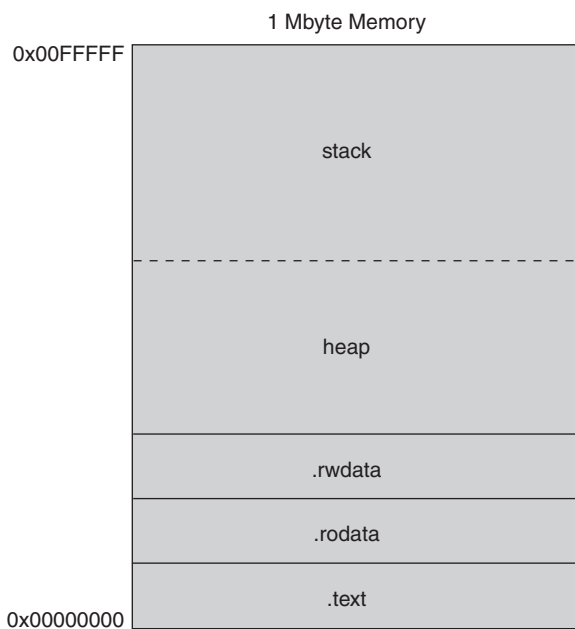 1 Mbyte Memory
0x00FFFFF
stack
heap
.rwdata
.rodata
.text
0x00000000